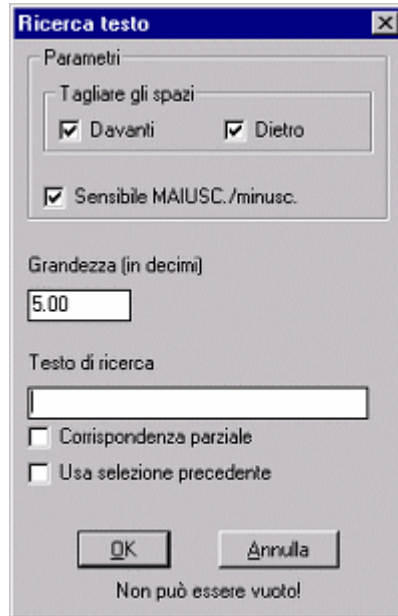 Ricerca testo
Parametri
Tagliare gli spazi
Davanti Dietro
Sensibile MAIUSC./minusc.
Grandezza (in decimi)
5.00
Testo di ricerca
Corrispondenza parziale
Usa selezione precedente
OK Annulla
Non può essere vuoto!